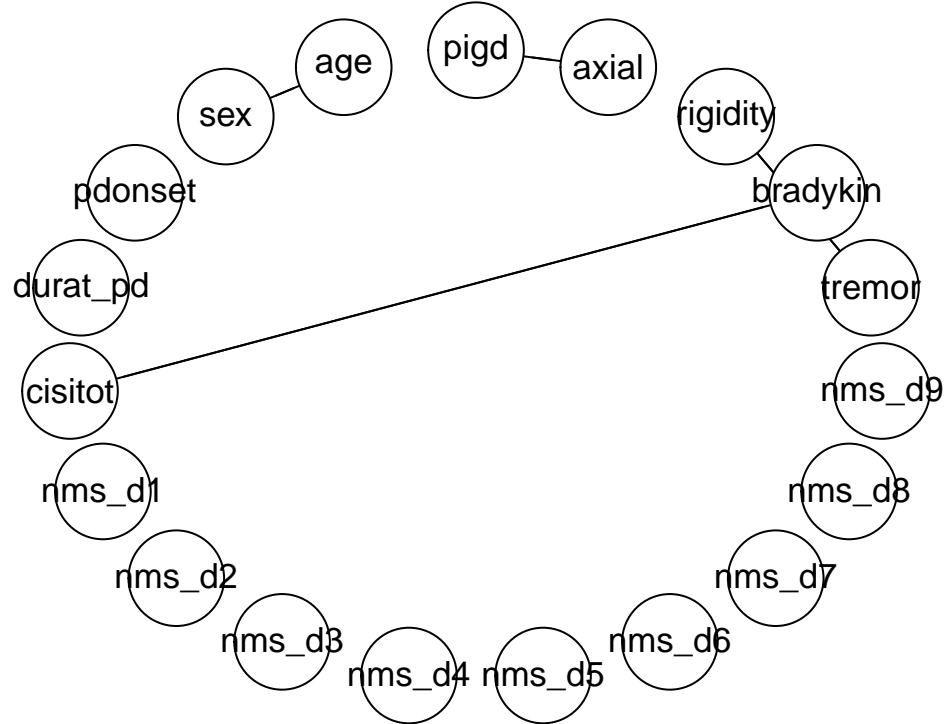 pigd
age
axial
sex
rigidity
pdonset
bradykin
durat_pd
tremor
cisitot
nms_d9
nms_d1
nms_d8
nms_d2
nms_d7
nms_d3
nms_d6
nms_d4
nms_d5